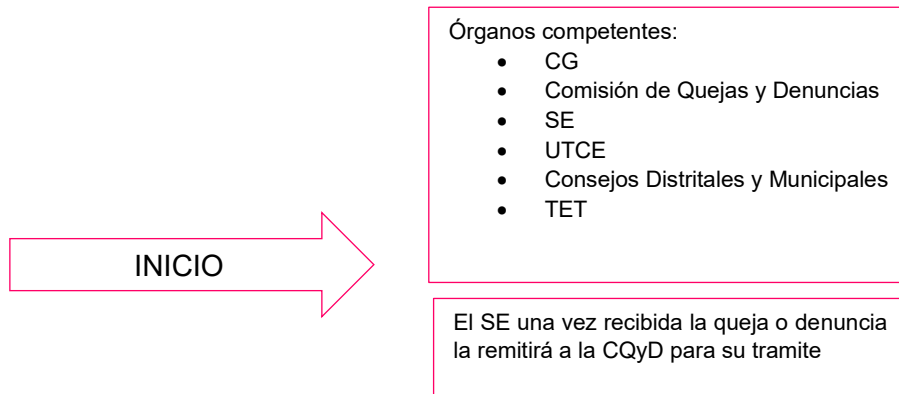 Órganos competentes:
• CG
• Comisión de Quejas y Denuncias
• SE
• UTCE
• Consejos Distritales y Municipales
• TET
INICIO
El SE una vez recibida la queja o denuncia
la remitirá a la CQyD para su tramite